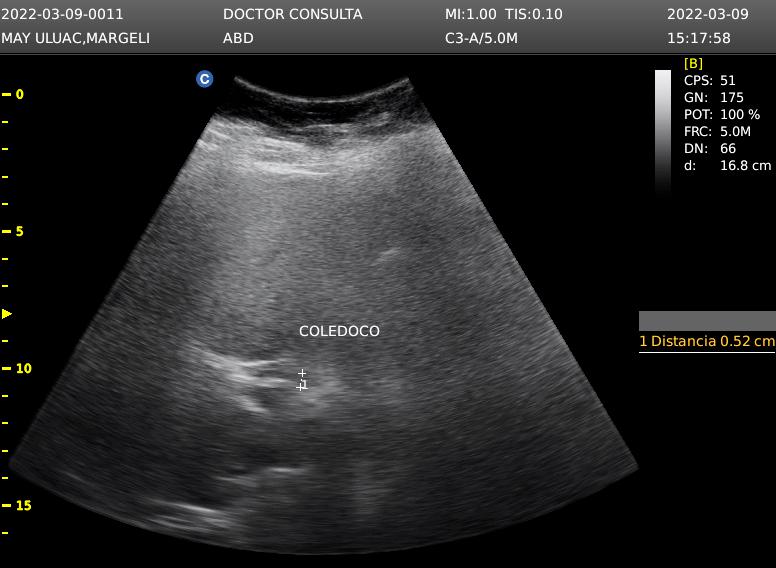 2022-03-09-0011 DOCTOR CONSULTA MI:1.00 TIS:0.10 2022-03-09
MAY ULUAC,MARGELI ABD C3-A/5.0M 15:17:58
C
[B]
CPS: 51
GN: 175
POT: 100 %
FRC: 5.0M
DN: 66
d: 16.8 cm
0
5
COLEDOCO
1 Distancia 0.52 cm
10
1
15